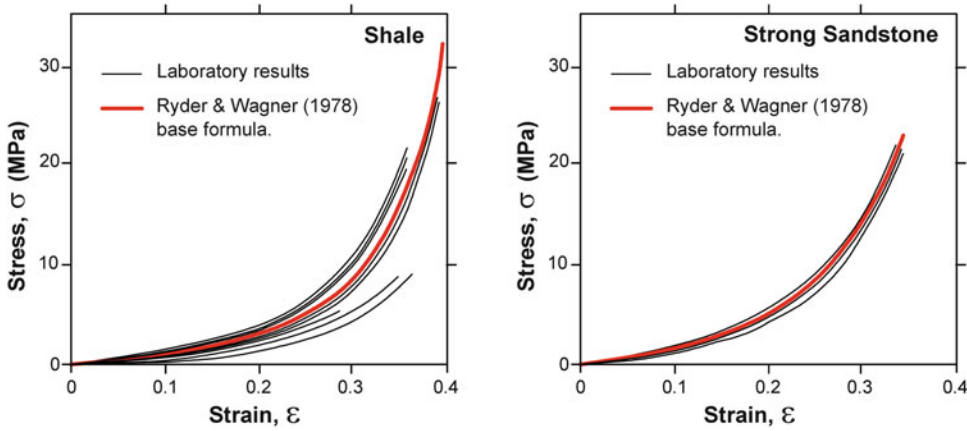 Shale
Laboratory results
Ryder & Wagner (1978)
base formula.
Stress, σ (MPa)
30
20
10
0
0
0.1
0.2
0.3
0.4
Strain, ε
Strong Sandstone
Laboratory results
Ryder & Wagner (1978)
base formula.
Stress, σ (MPa)
30
20
10
0
0
0.1
0.2
0.3
0.4
Strain, ε